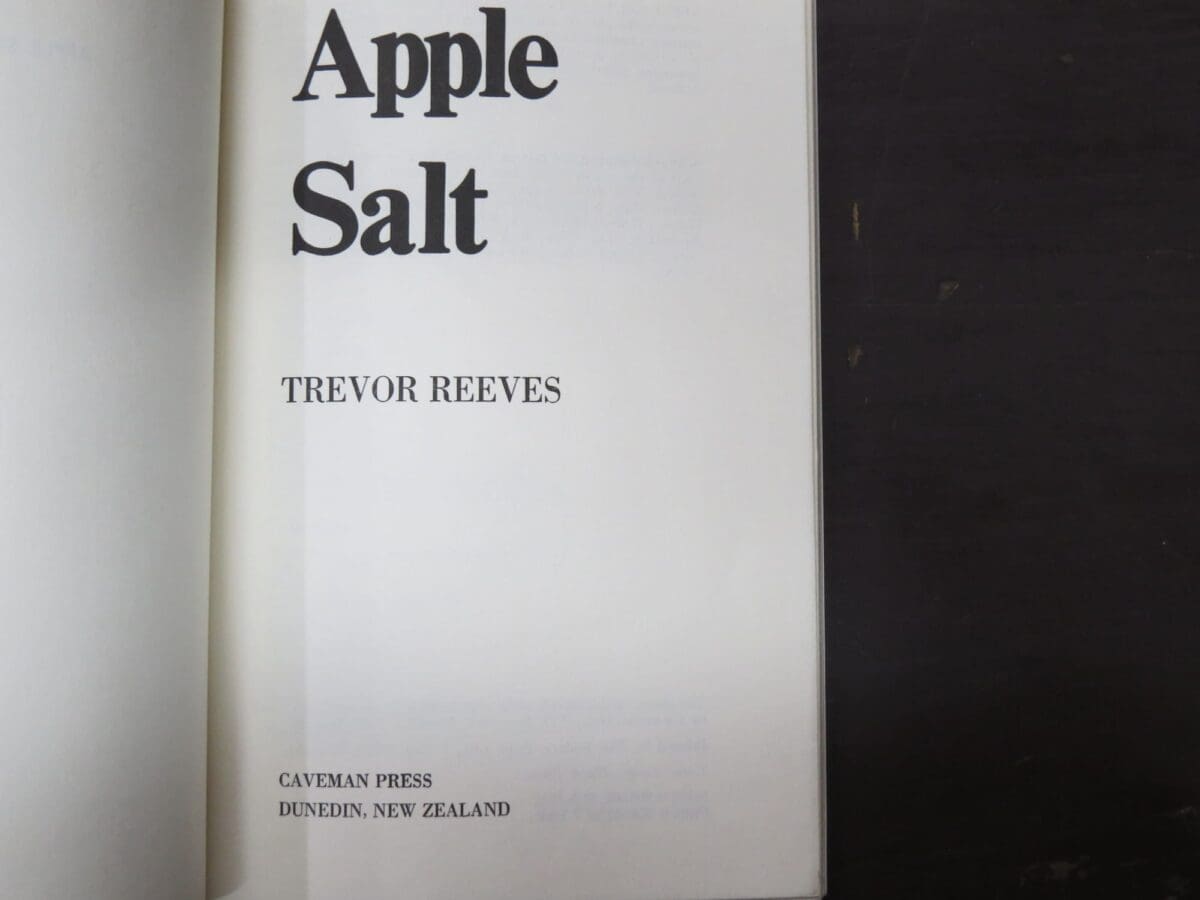 Apple
Salt
TREVOR REEVES
CAVEMAN PRESS
DUNEDIN, NEW ZEALAND